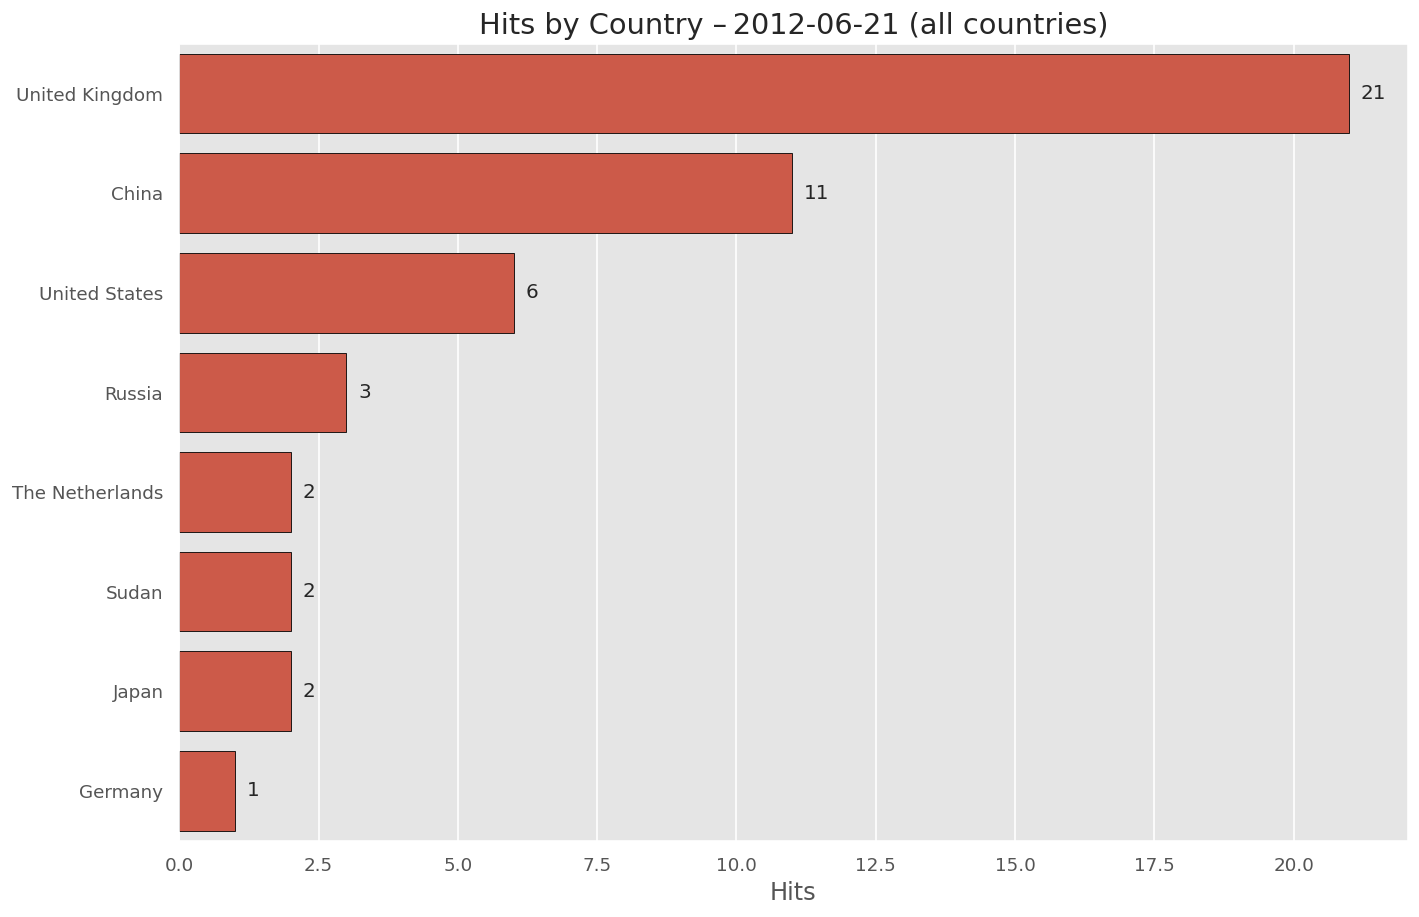 Hits by Country – 2012-06-21 (all countries)
United Kingdom 21
China 11
United States 6
Russia 3
The Netherlands 2
Sudan 2
Japan 2
Germany 1
0.0 2.5 5.0 7.5 10.0 12.5 15.0 17.5 20.0
Hits